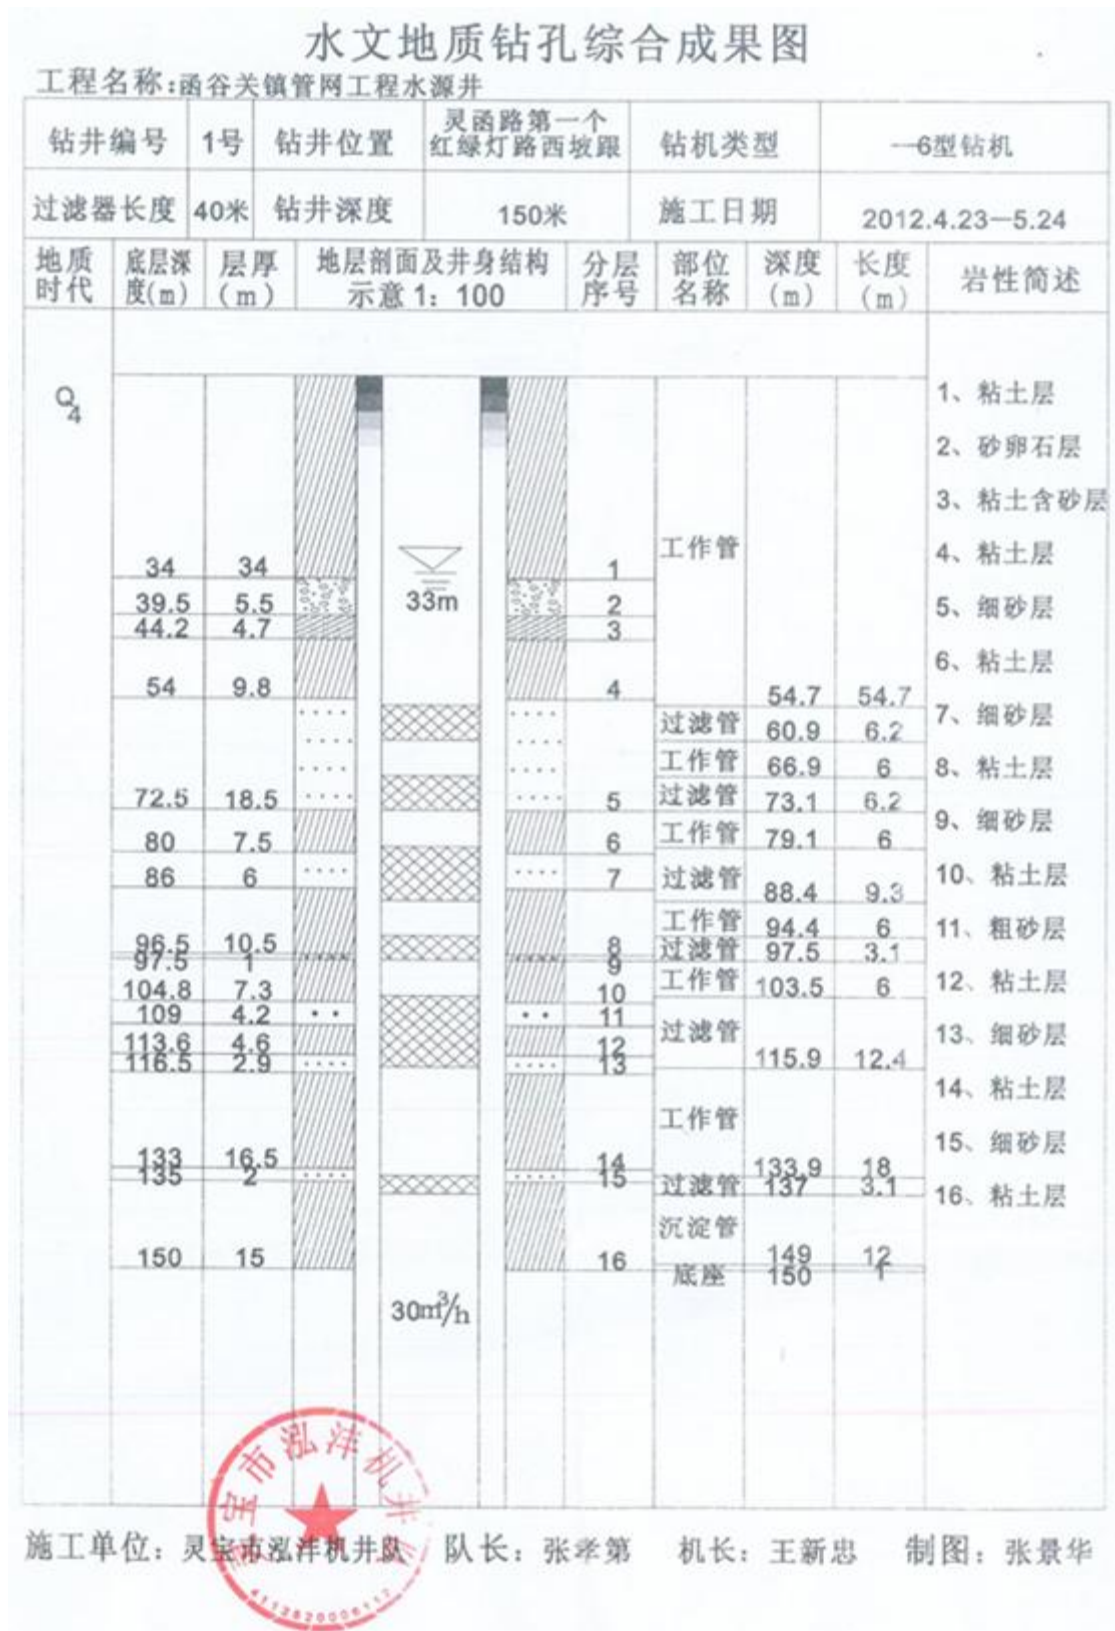 水文地质钻孔综合成果图
工程名称:函谷关镇管网工程水源井
钻井编号 1号 钻井位置 灵函路第一个红绿灯路西坡跟 钻机类型 —6型钻机
过滤器长度 40米 钻井深度 150米 施工日期 2012.4.23—5.24
地质时代 底层深度(m) 层厚(m) 地层剖面及井身结构示意1：100 分层序号 部位名称 深度(m) 长度(m) 岩性简述
Q4
34 34 1
39.5 5.5 2
44.2 4.7 3
54 9.8 4
72.5 18.5 5
80 7.5 6
86 6 7
96.5 10.5 8
97.5 1 9
104.8 7.3 10
109 4.2 11
113.6 4.6 12
116.5 2.9 13
133 16.5 14
135 2 15
150 15 16
33m
30m³/h
工作管 54.7 54.7
过滤管 60.9 6.2
工作管 66.9 6
过滤管 73.1 6.2
工作管 79.1 6
过滤管 88.4 9.3
工作管 94.4 6
过滤管 97.5 3.1
工作管 103.5 6
过滤管 115.9 12.4
工作管 133.9 18
过滤管 137 3.1
沉淀管 149 12
底座 150 1
1、粘土层
2、砂卵石层
3、粘土含砂层
4、粘土层
5、细砂层
6、粘土层
7、细砂层
8、粘土层
9、细砂层
10、粘土层
11、粗砂层
12、粘土层
13、细砂层
14、粘土层
15、细砂层
16、粘土层
宝市泓沣机井队
施工单位：灵宝市泓沣机井队 队长：张孝第 机长：王新忠 制图：张景华